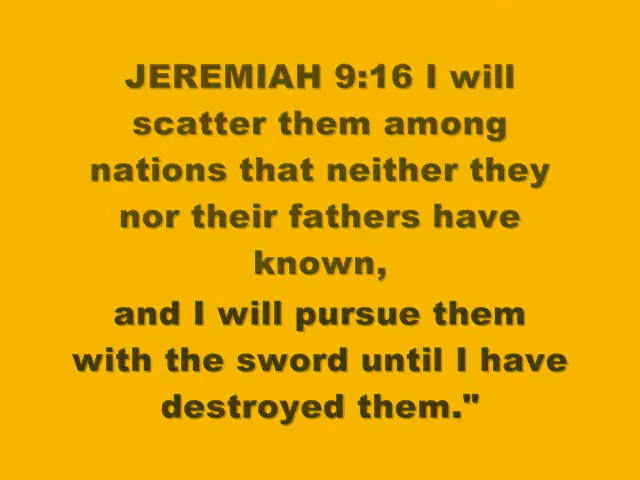 JEREMIAH 9:16 I will
scatter them among
nations that neither they
nor their fathers have
known,
and I will pursue them
with the sword until I have
destroyed them."